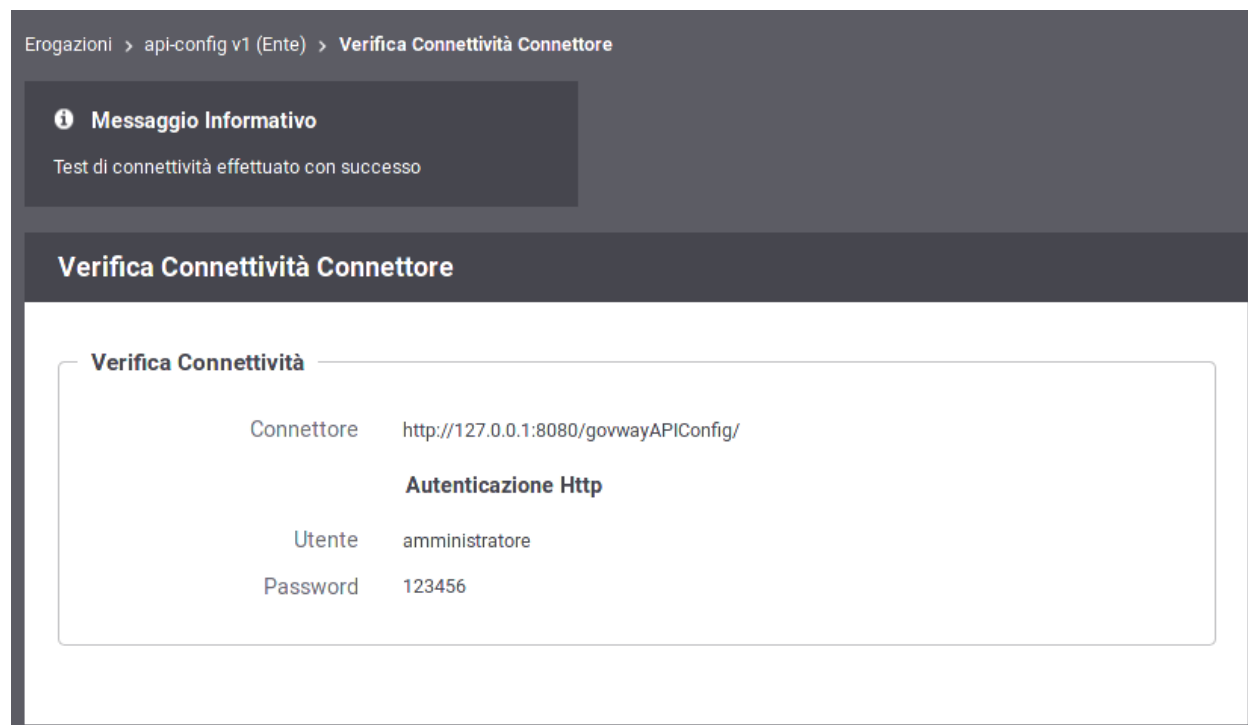 Erogazioni > api-config v1 (Ente) > Verifica Connettività Connettore
Messaggio Informativo
Test di connettività effettuato con successo
Verifica Connettività Connettore
Verifica Connettività
Connettore http://127.0.0.1:8080/govwayAPIConfig/
Autenticazione Http
Utente amministratore
Password 123456